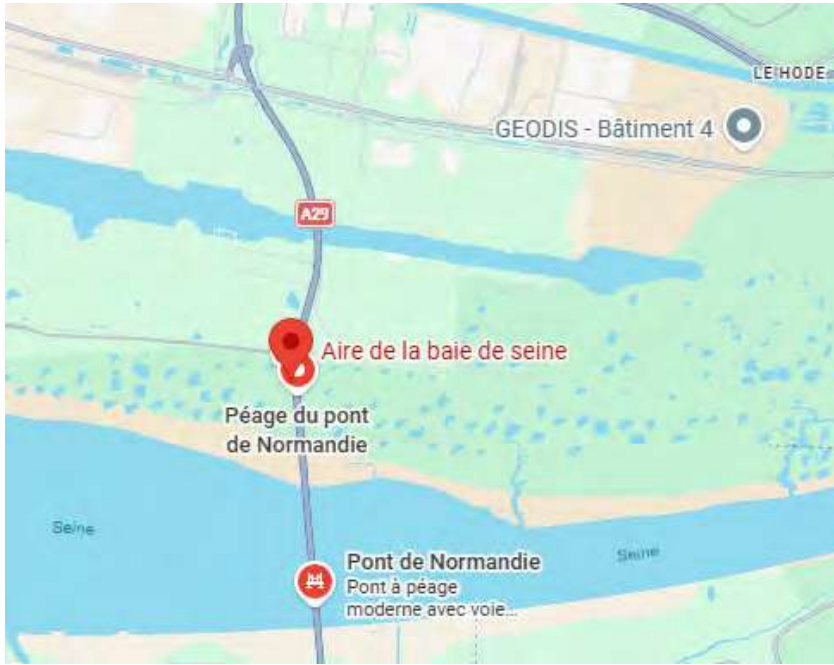 LE HODE
GEODIS - Bâtiment 4
A29
Aire de la baie de seine
Péage du pont
de Normandie
Seine
Pont de Normandie
Pont à péage
moderne avec voie...
Seine